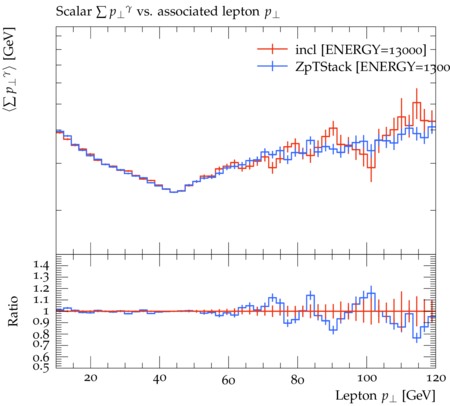 Scalar ∑ p⊥^γ vs. associated lepton p⊥
⟨∑ p⊥^γ⟩ [GeV]
incl [ENERGY=13000]
ZpTStack [ENERGY=1300
Ratio
1.4
1.3
1.2
1.1
1
0.9
0.8
0.7
0.6
0.5
20 40 60 80 100 120
Lepton p⊥ [GeV]